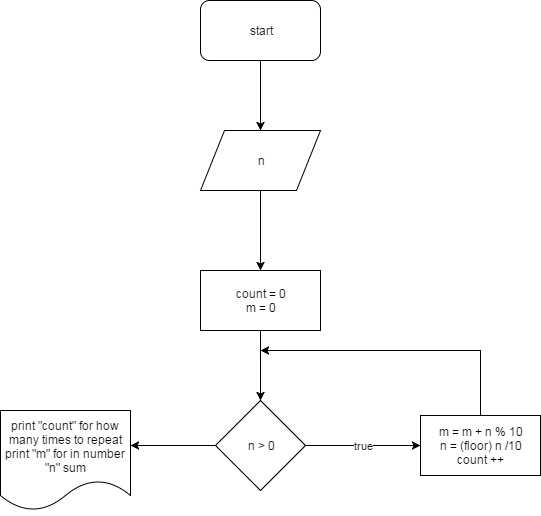 start
n
count = 0
m = 0
n > 0
true
m = m + n % 10
n = (floor) n /10
count ++
print "count" for how
many times to repeat
print "m" for in number
"n" sum